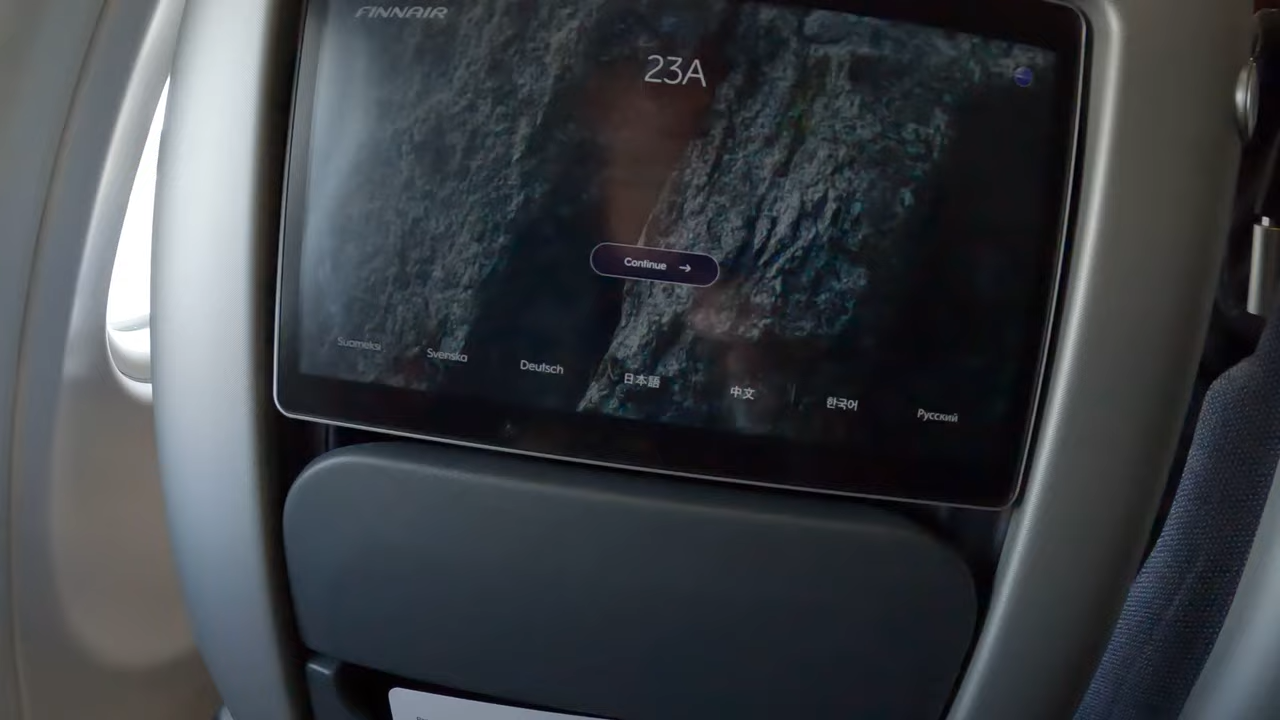 FINNAIR
23A
Continue →
Suomeksi Svenska Deutsch 日本語 中文 한국어 Русский